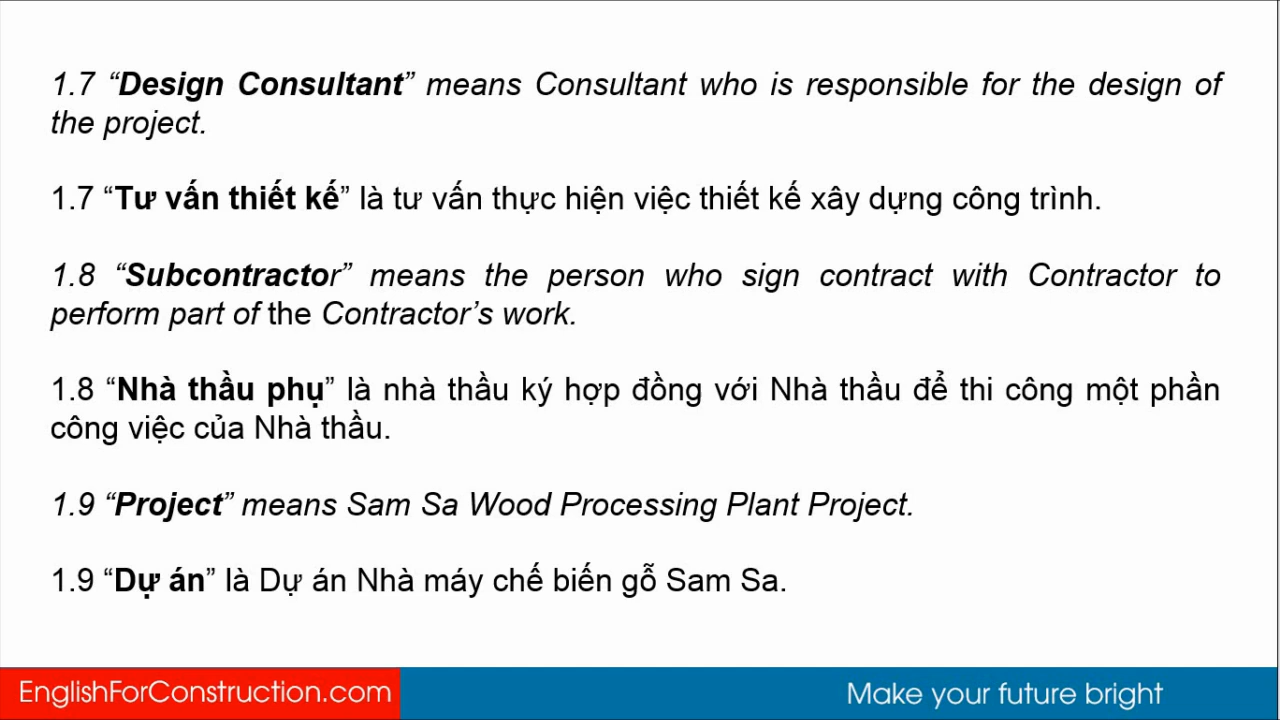 1.7 “Design Consultant” means Consultant who is responsible for the design of
the project.
1.7 “Tư vấn thiết kế” là tư vấn thực hiện việc thiết kế xây dựng công trình.
1.8 “Subcontractor” means the person who sign contract with Contractor to
perform part of the Contractor’s work.
1.8 “Nhà thầu phụ” là nhà thầu ký hợp đồng với Nhà thầu để thi công một phần
công việc của Nhà thầu.
1.9 “Project” means Sam Sa Wood Processing Plant Project.
1.9 “Dự án” là Dự án Nhà máy chế biến gỗ Sam Sa.
EnglishForConstruction.com
Make your future bright